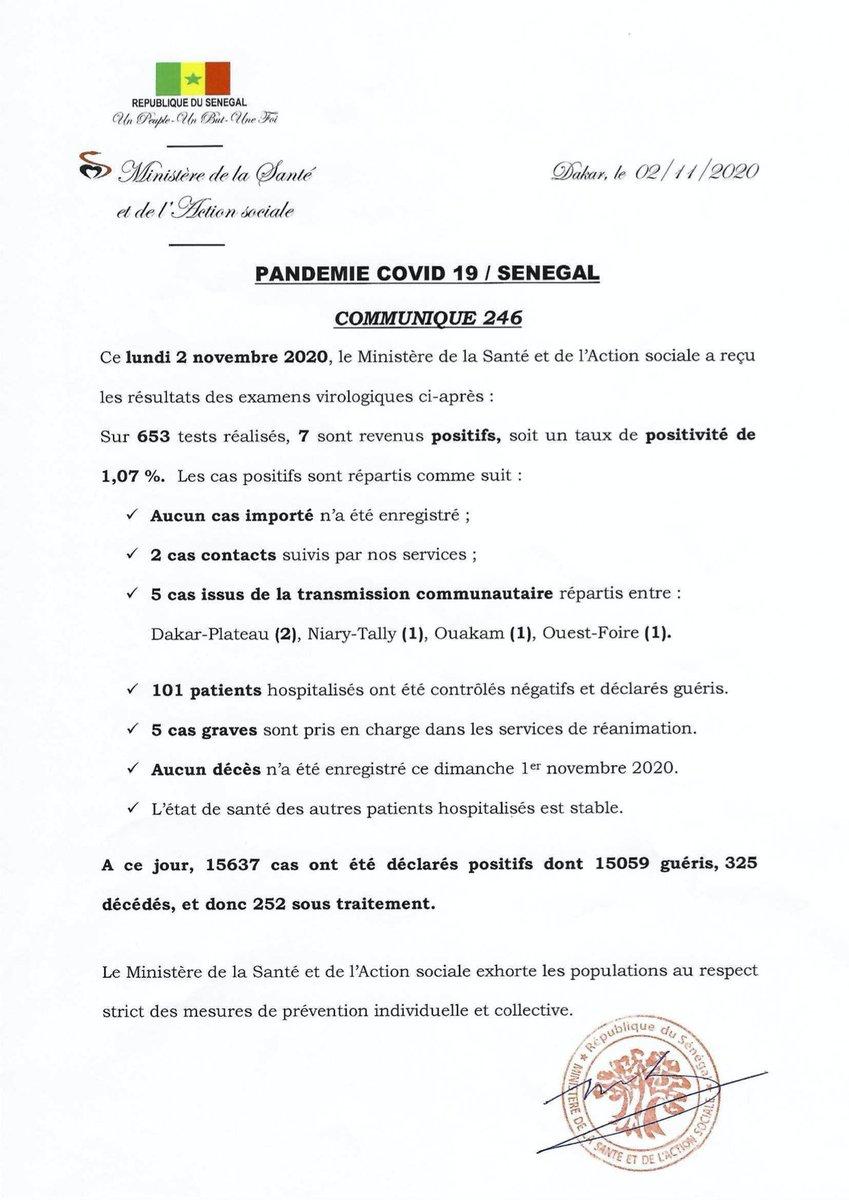 REPUBLIQUE DU SENEGAL
Un Peuple - Un But - Une Foi
Ministère de la Santé
et de l'Action sociale
Dakar, le 02/11/2020
PANDEMIE COVID 19 / SENEGAL
COMMUNIQUE 246
Ce lundi 2 novembre 2020, le Ministère de la Santé et de l'Action sociale a reçu
les résultats des examens virologiques ci-après :
Sur 653 tests réalisés, 7 sont revenus positifs, soit un taux de positivité de
1,07 %. Les cas positifs sont répartis comme suit :
✓ Aucun cas importé n'a été enregistré ;
✓ 2 cas contacts suivis par nos services ;
✓ 5 cas issus de la transmission communautaire répartis entre :
Dakar-Plateau (2), Niary-Tally (1), Ouakam (1), Ouest-Foire (1).
✓ 101 patients hospitalisés ont été contrôlés négatifs et déclarés guéris.
✓ 5 cas graves sont pris en charge dans les services de réanimation.
✓ Aucun décès n'a été enregistré ce dimanche 1er novembre 2020.
✓ L'état de santé des autres patients hospitalisés est stable.
A ce jour, 15637 cas ont été déclarés positifs dont 15059 guéris, 325
décédés, et donc 252 sous traitement.
Le Ministère de la Santé et de l'Action sociale exhorte les populations au respect
strict des mesures de prévention individuelle et collective.
République du Sénégal
MINISTERE DE LA SANTE ET DE L'ACTION SOCIALE